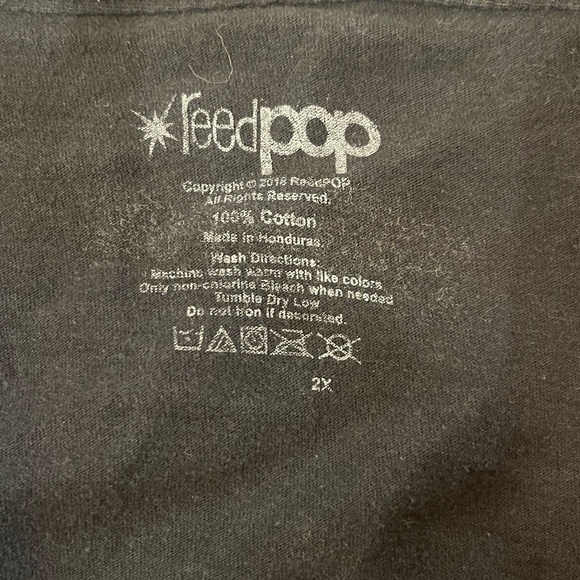 reedpop
Copyright © 2018 ReedPOP
All Rights Reserved.
100% Cotton
Made in Honduras.
Wash Directions:
Machine wash warm with like colors
Only non-chlorine Bleach when needed
Tumble Dry Low
Do not iron if decorated.
2X